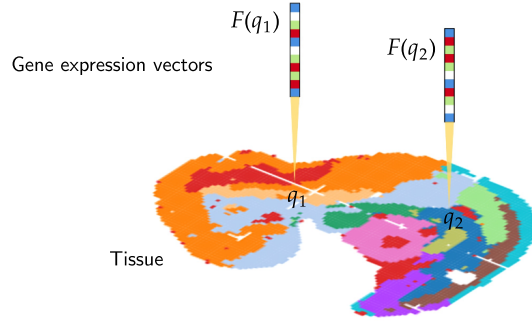 F(q₁)
F(q₂)
Gene expression vectors
q₁
q₂
Tissue